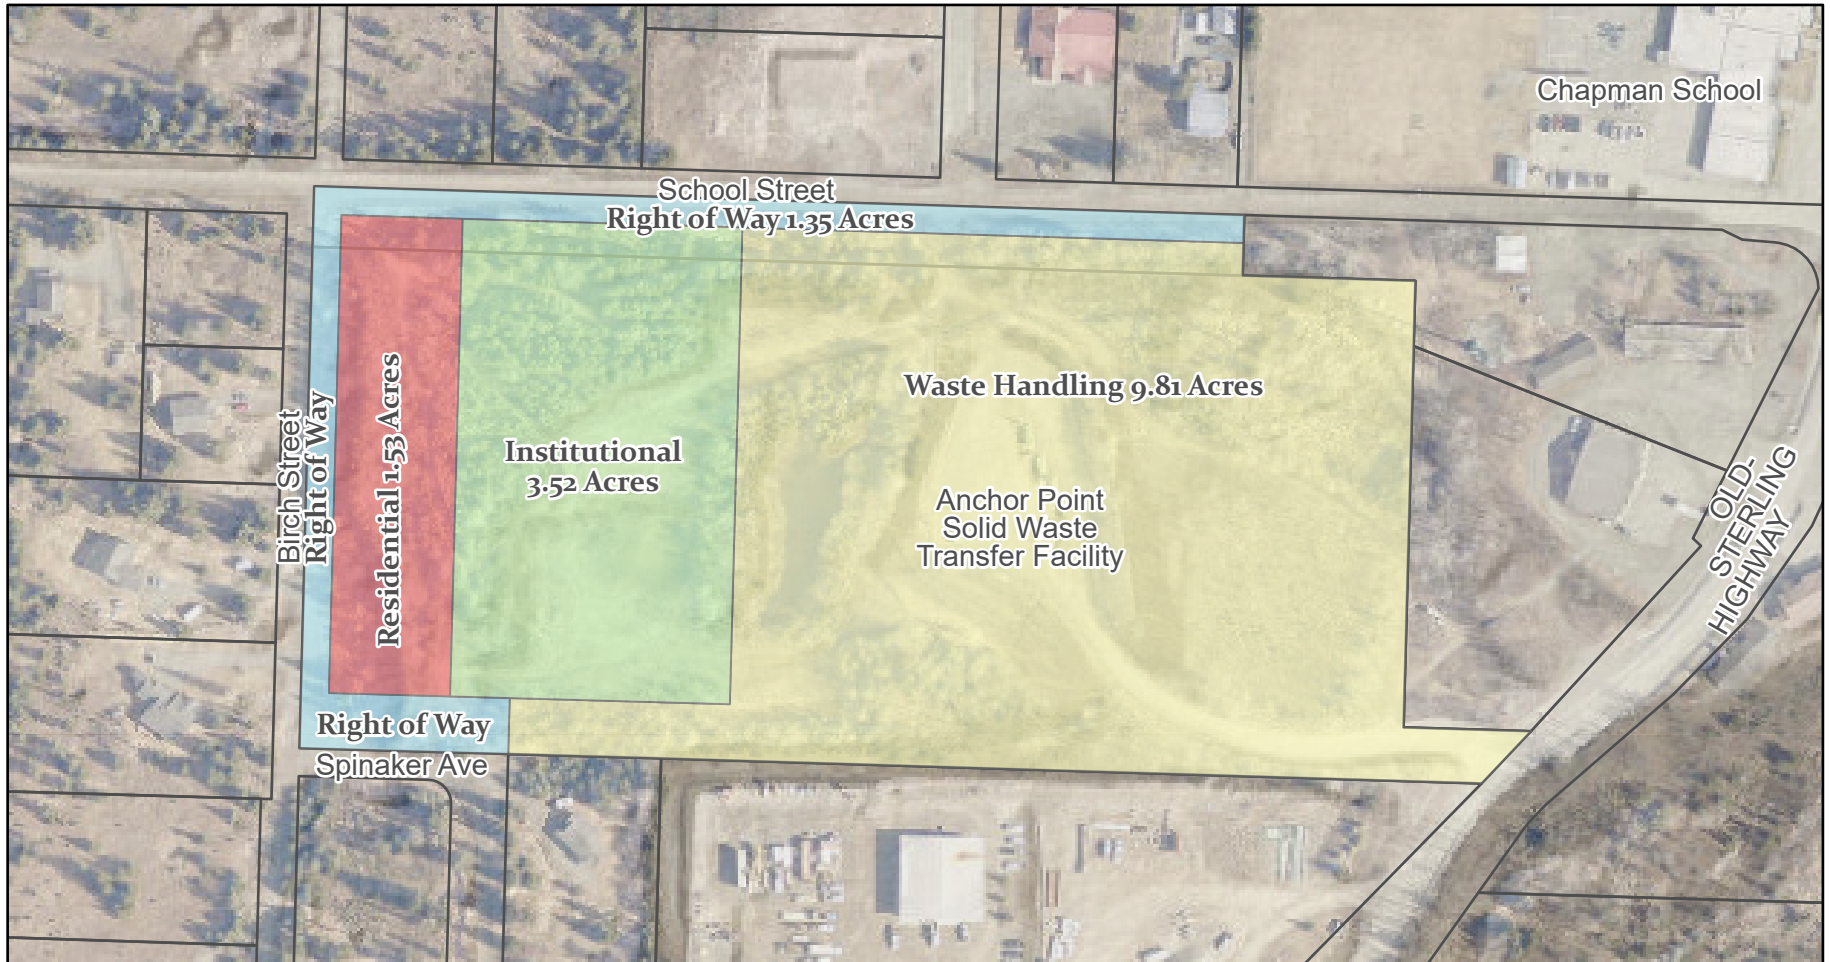 Chapman School
School Street
Right of Way 1.35 Acres
Waste Handling 9.81 Acres
Birch Street
Right of Way
Residential 1.53 Acres
Institutional
3.52 Acres
Anchor Point
Solid Waste
Transfer Facility
OLD-
STERLING
HIGHWAY
Right of Way
Spinaker Ave